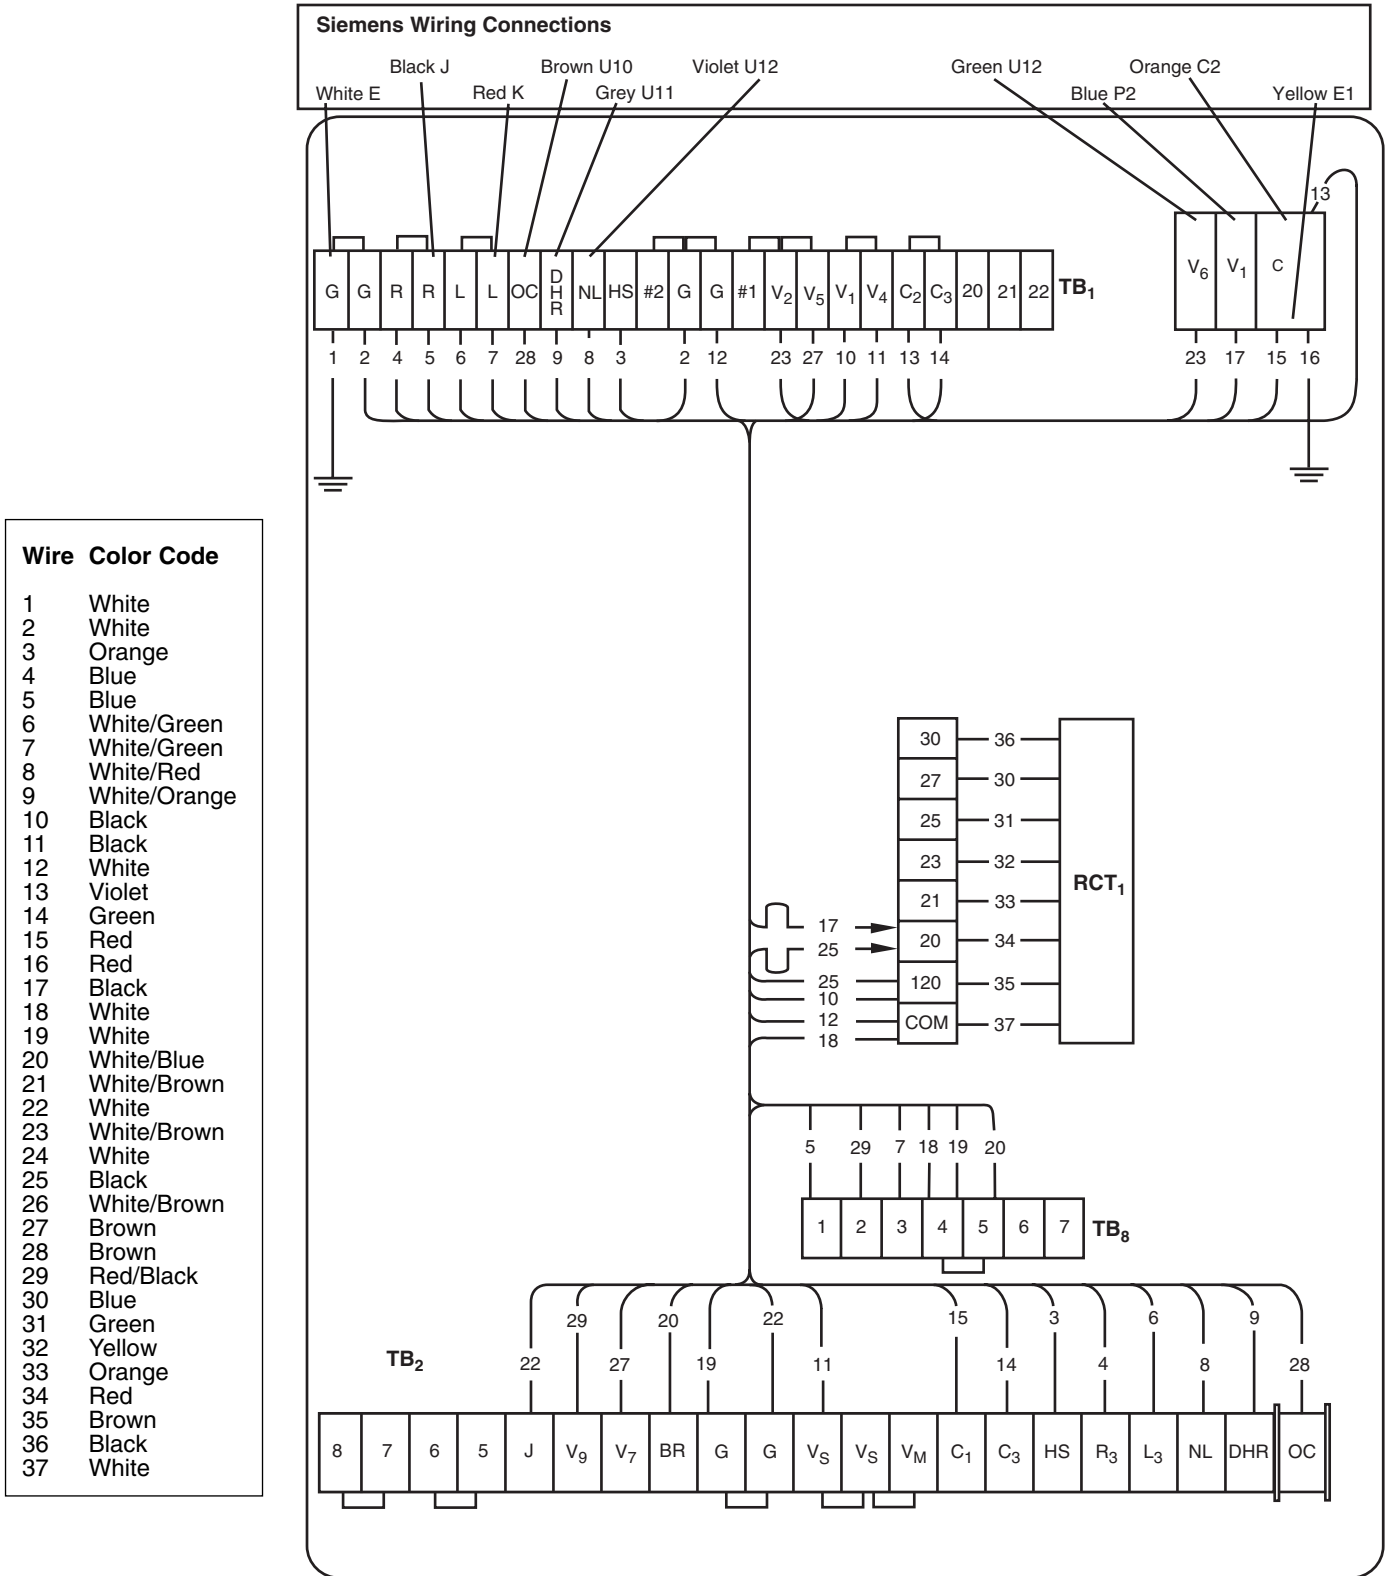 Siemens Wiring Connections
Black J Brown U10 Violet U12 Green U12 Orange C2
White E Red K Grey U11 Blue P2 Yellow E1
13
G G R R L L OC DHR NL HS #2 G G #1 V2 V5 V1 V4 C2 C3 20 21 22 TB1
V6 V1 C
1 2 4 5 6 7 28 9 8 3 2 12 23 27 10 11 13 14
23 17 15 16
Wire Color Code
1 White
2 White
3 Orange
4 Blue
5 Blue
6 White/Green
7 White/Green
8 White/Red
9 White/Orange
10 Black
11 Black
12 White
13 Violet
14 Green
15 Red
16 Red
17 Black
18 White
19 White
20 White/Blue
21 White/Brown
22 White
23 White/Brown
24 White
25 Black
26 White/Brown
27 Brown
28 Brown
29 Red/Black
30 Blue
31 Green
32 Yellow
33 Orange
34 Red
35 Brown
36 Black
37 White
30 36
27 30
25 31
23 32
21 33
RCT1
17
20 34
25
25 120 35
10
12 COM 37
18
5 29 7 18 19 20
1 2 3 4 5 6 7 TB8
29 20 22 15 3 6 9
TB2
22 27 19 11 14 4 8 28
8 7 6 5 J V9 V7 BR G G VS VS VM C1 C3 HS R3 L3 NL DHR OC